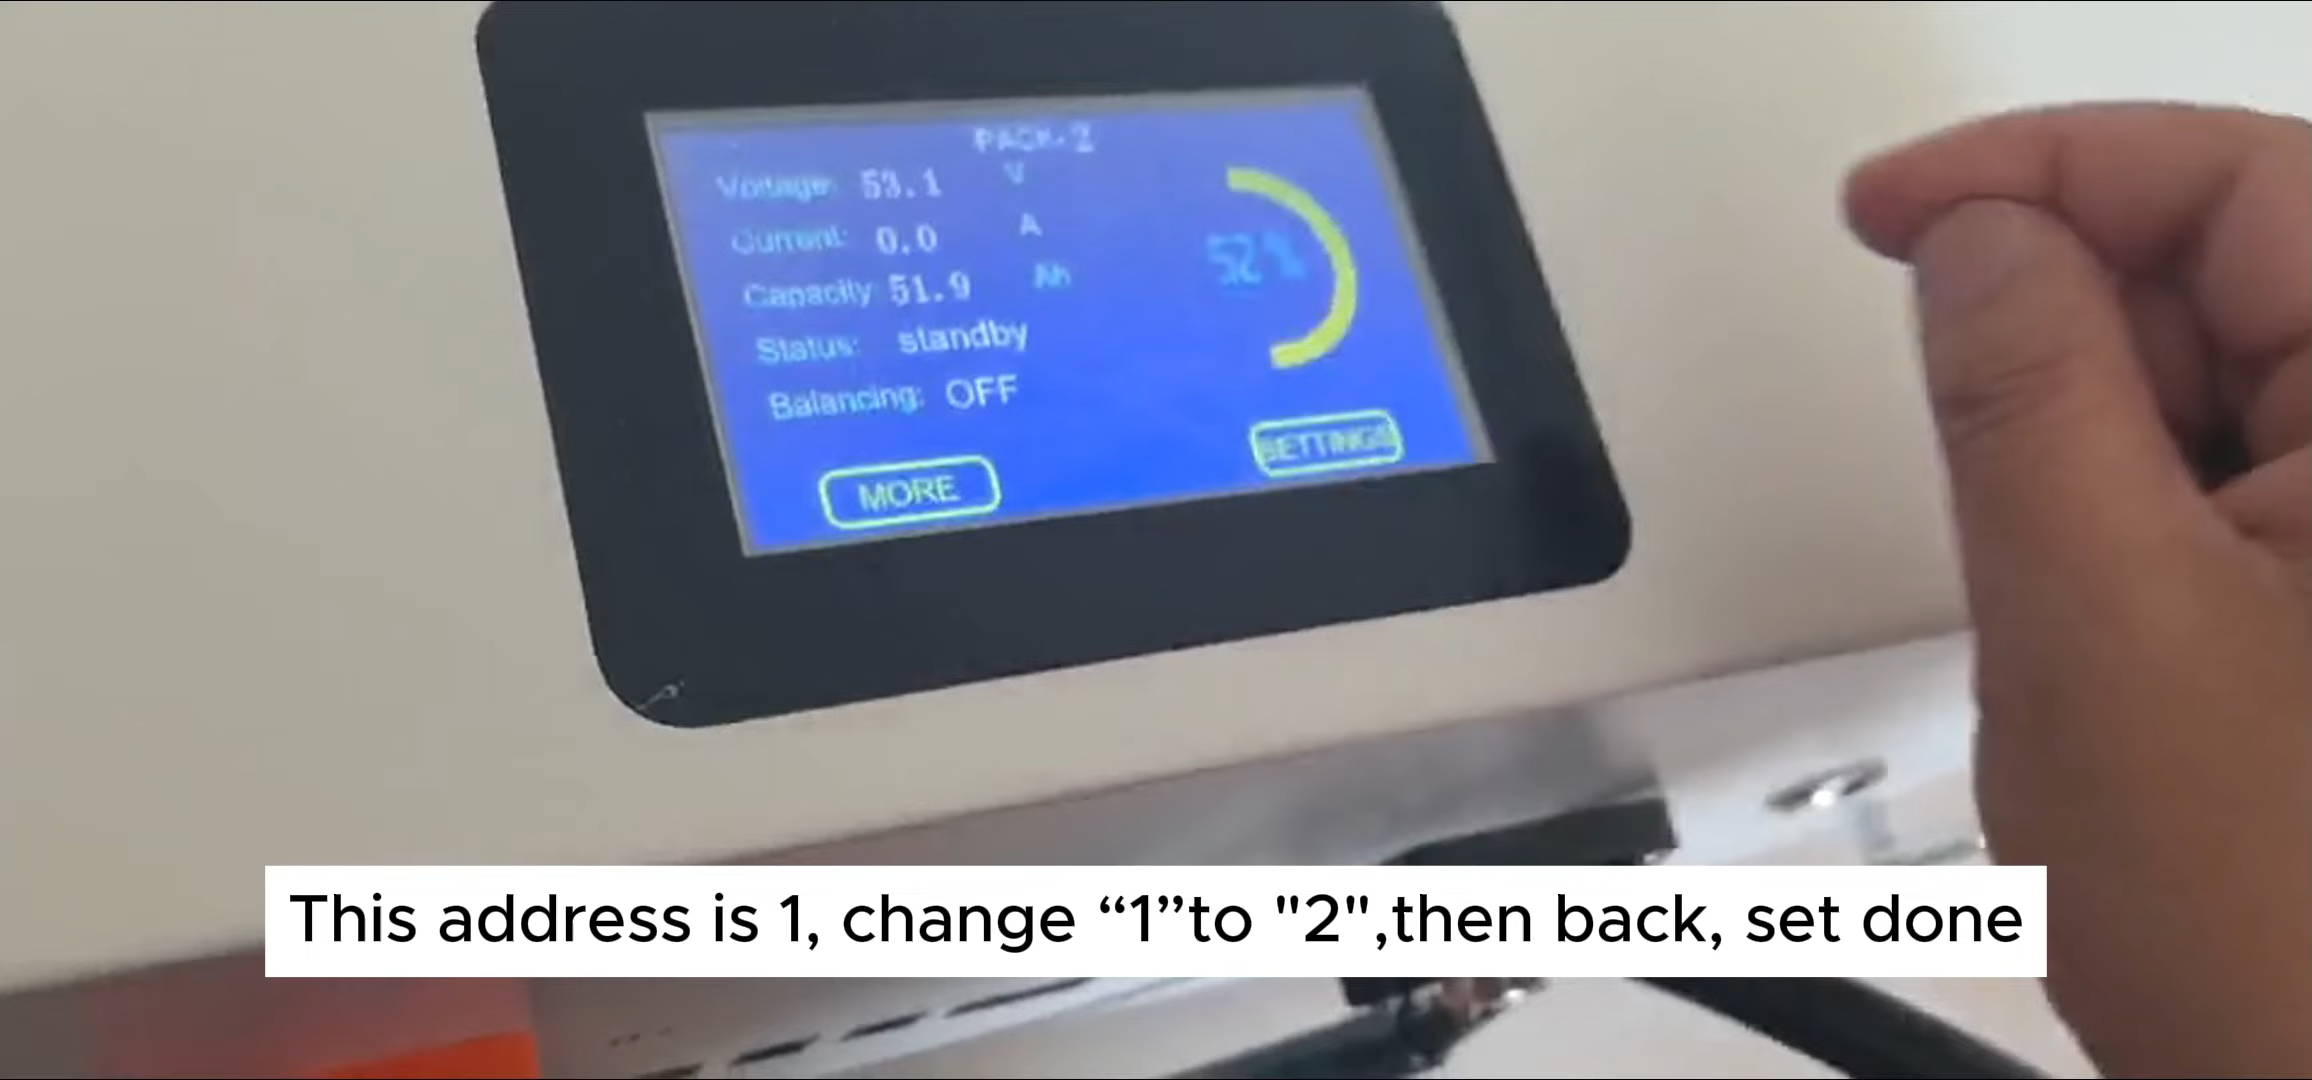 PACK-2
Voltage: 53.1 V
Current: 0.0 A
Capacity 51.9 Ah
52%
Status: standby
Balancing: OFF
SETTINGS
MORE
This address is 1, change “1”to "2",then back, set done